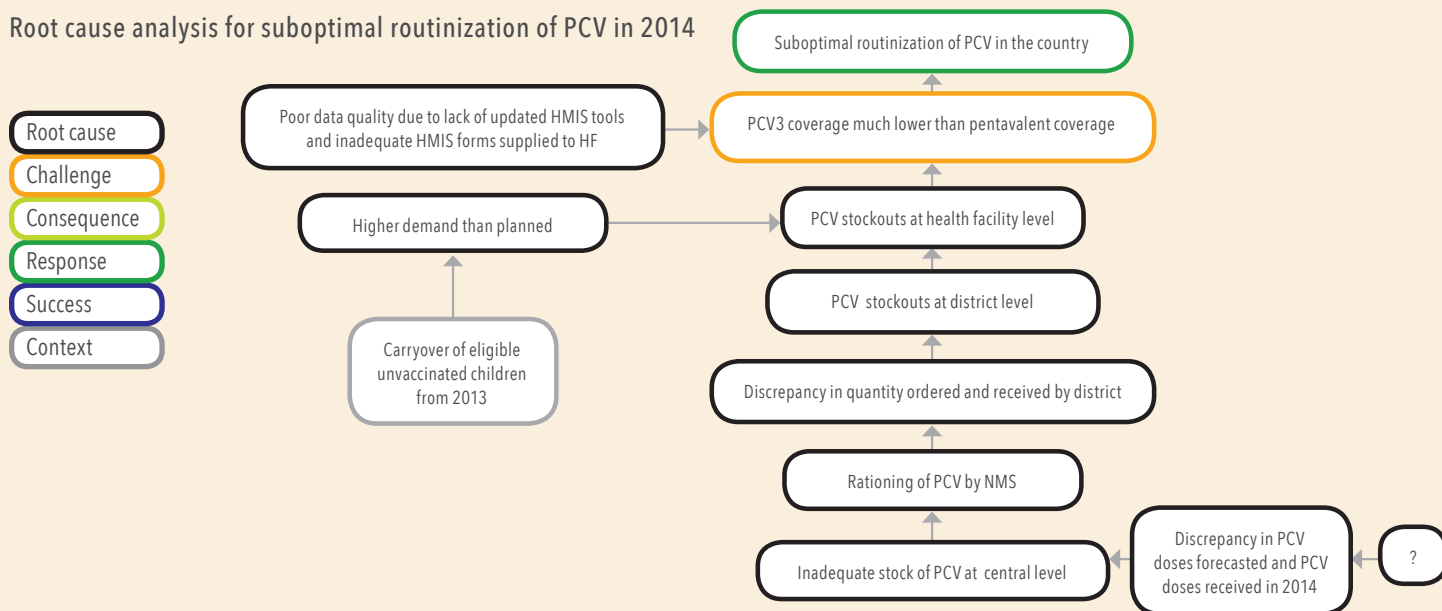 Root cause analysis for suboptimal routinization of PCV in 2014
Root cause
Challenge
Consequence
Response
Success
Context
Suboptimal routinization of PCV in the country
Poor data quality due to lack of updated HMIS tools
and inadequate HMIS forms supplied to HF
PCV3 coverage much lower than pentavalent coverage
Higher demand than planned
PCV stockouts at health facility level
PCV stockouts at district level
Carryover of eligible
unvaccinated children
from 2013
Discrepancy in quantity ordered and received by district
Rationing of PCV by NMS
Inadequate stock of PCV at central level
Discrepancy in PCV
doses forecasted and PCV
doses received in 2014
?